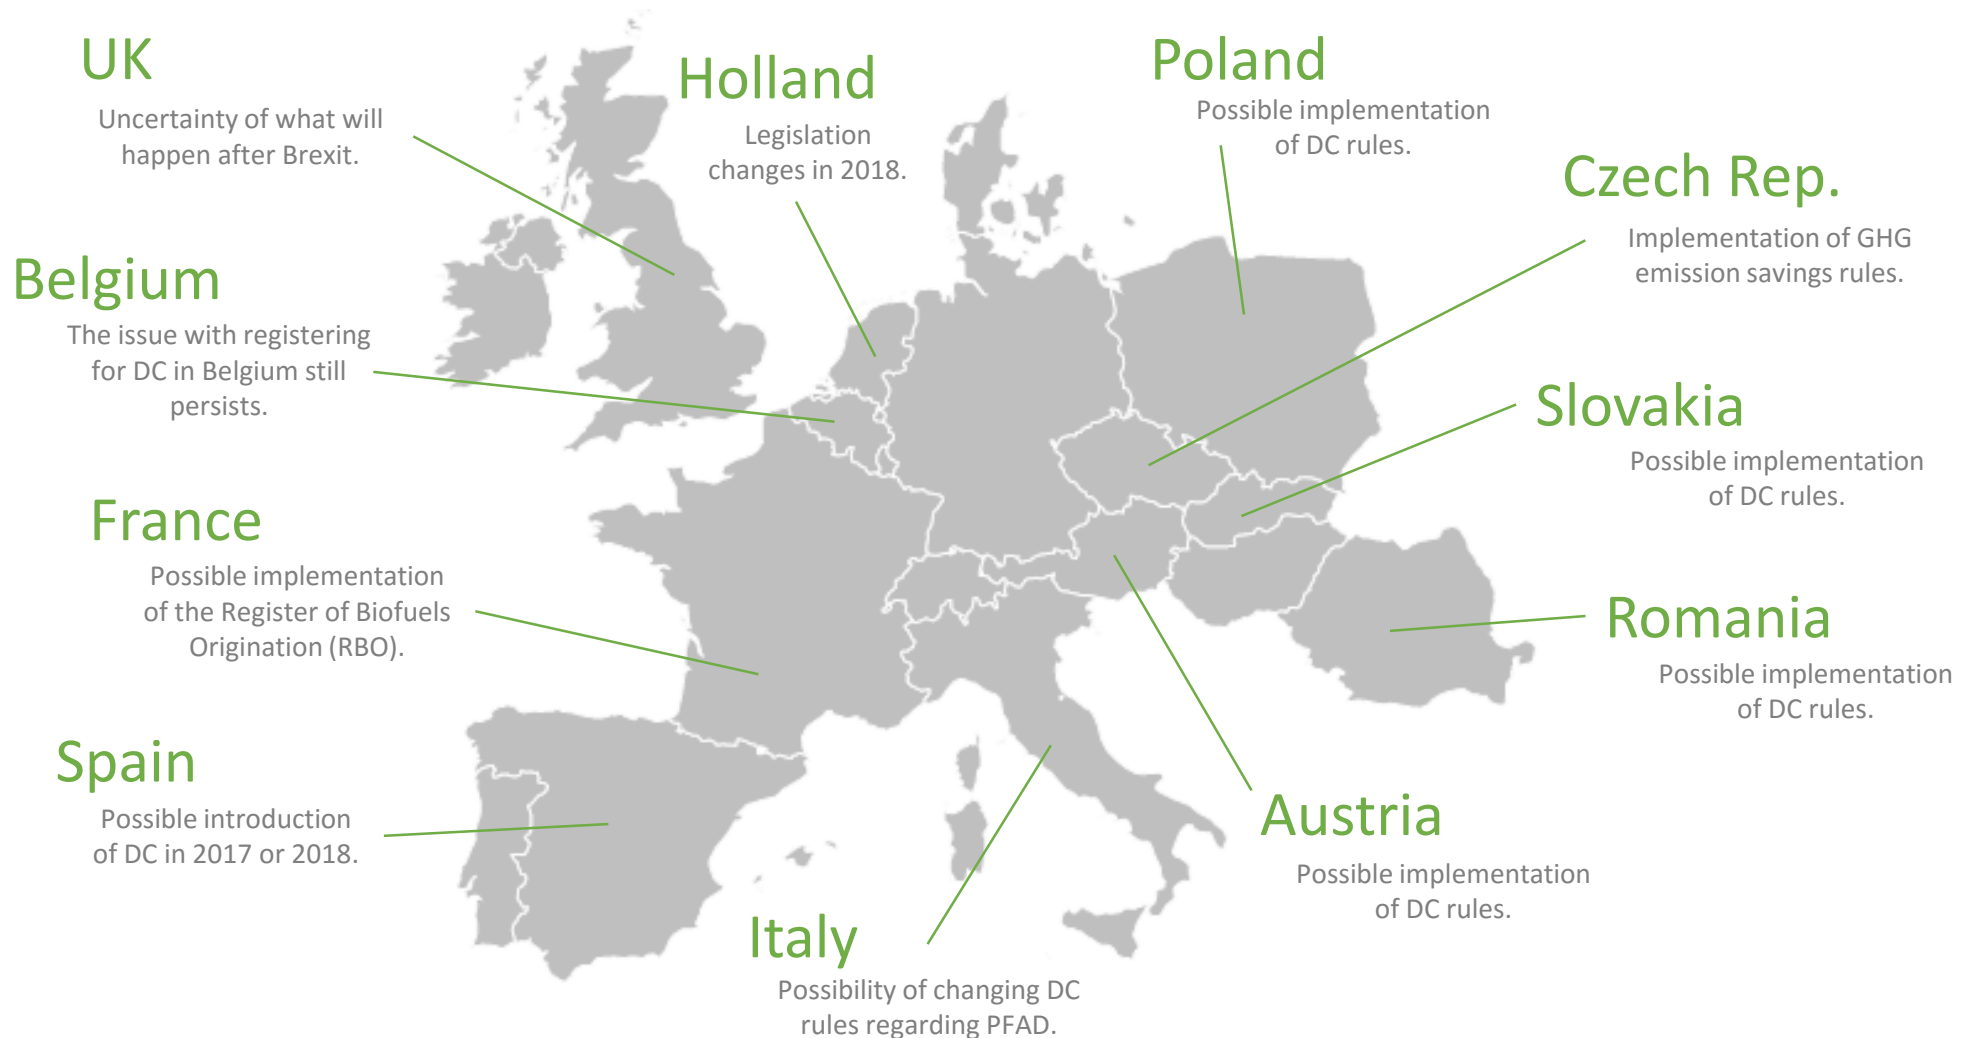 UK
Uncertainty of what will
happen after Brexit.
Holland
Legislation
changes in 2018.
Poland
Possible implementation
of DC rules.
Czech Rep.
Implementation of GHG
emission savings rules.
Belgium
The issue with registering
for DC in Belgium still
persists.
Slovakia
Possible implementation
of DC rules.
France
Possible implementation
of the Register of Biofuels
Origination (RBO).
Romania
Possible implementation
of DC rules.
Spain
Possible introduction
of DC in 2017 or 2018.
Austria
Possible implementation
of DC rules.
Italy
Possibility of changing DC
rules regarding PFAD.